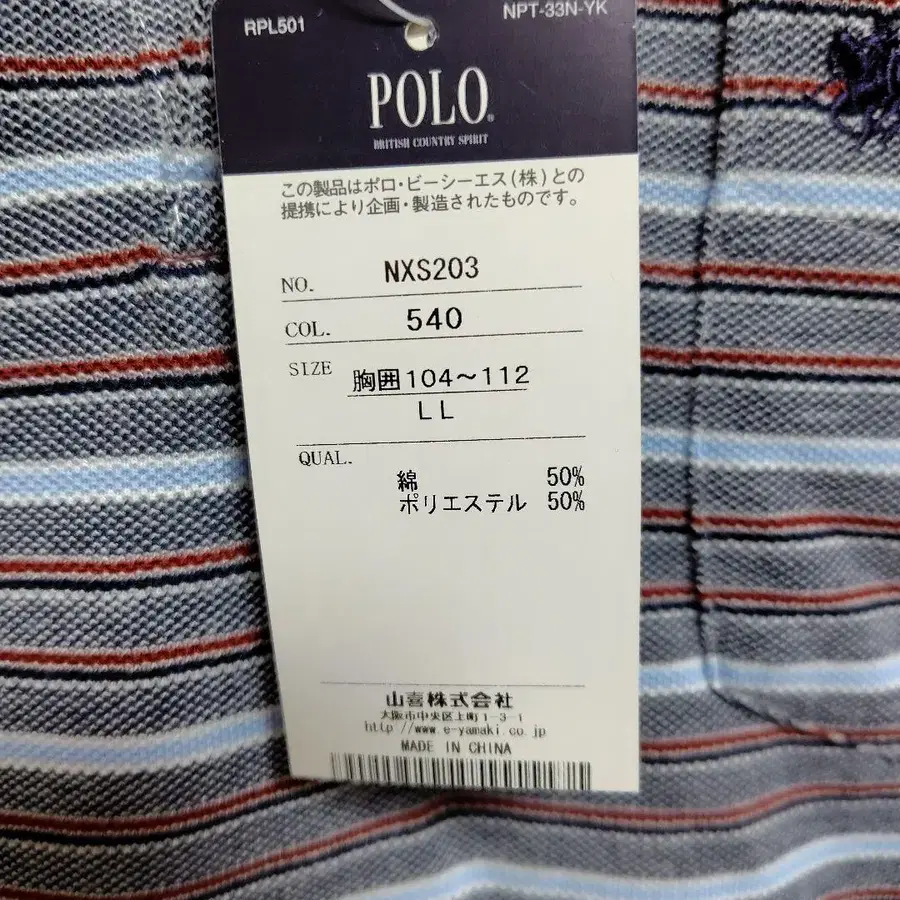 RPL501
NPT-33N-YK
POLO®
BRITISH COUNTRY SPIRIT
この製品はポロ・ビーシーエス(株)との
提携により企画・製造されたものです。
NO. NXS203
COL. 540
SIZE 胸囲104～112
LL
QUAL.
綿 50%
ポリエステル 50%
山喜株式会社
大阪市中央区上町1-3-1
http://www.e-yamaki.co.jp
MADE IN CHINA